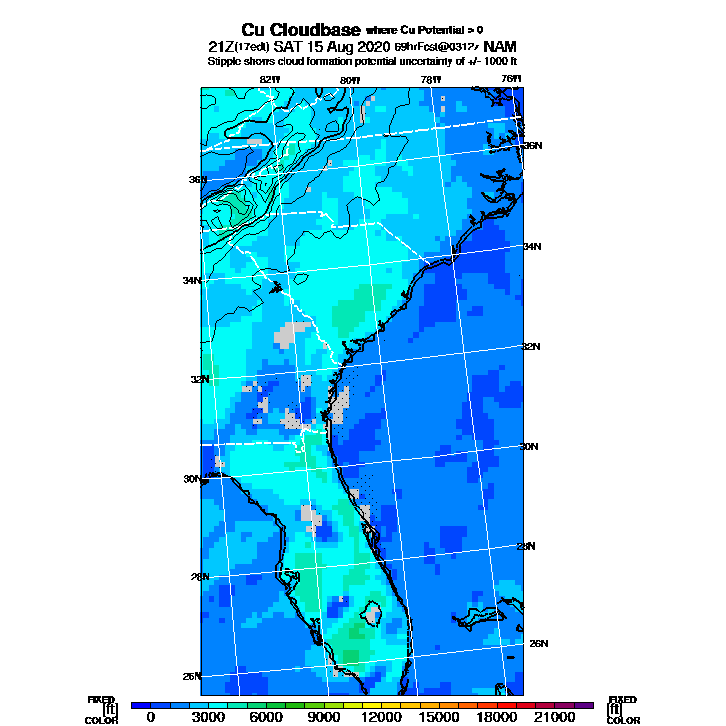 Cu Cloudbase where Cu Potential > 0
21Z(17edt) SAT 15 Aug 2020 69hrFcst@0312z NAM
Stipple shows cloud formation potential uncertainty of +/- 1000 ft
82W 80W 78W 76W
36N
36N
34N
34N
32N
32N
30N
30N
28N
28N
26N
26N
FIXED FIXED
[ft] [ft]
COLOR 0 3000 6000 9000 12000 15000 18000 21000 COLOR